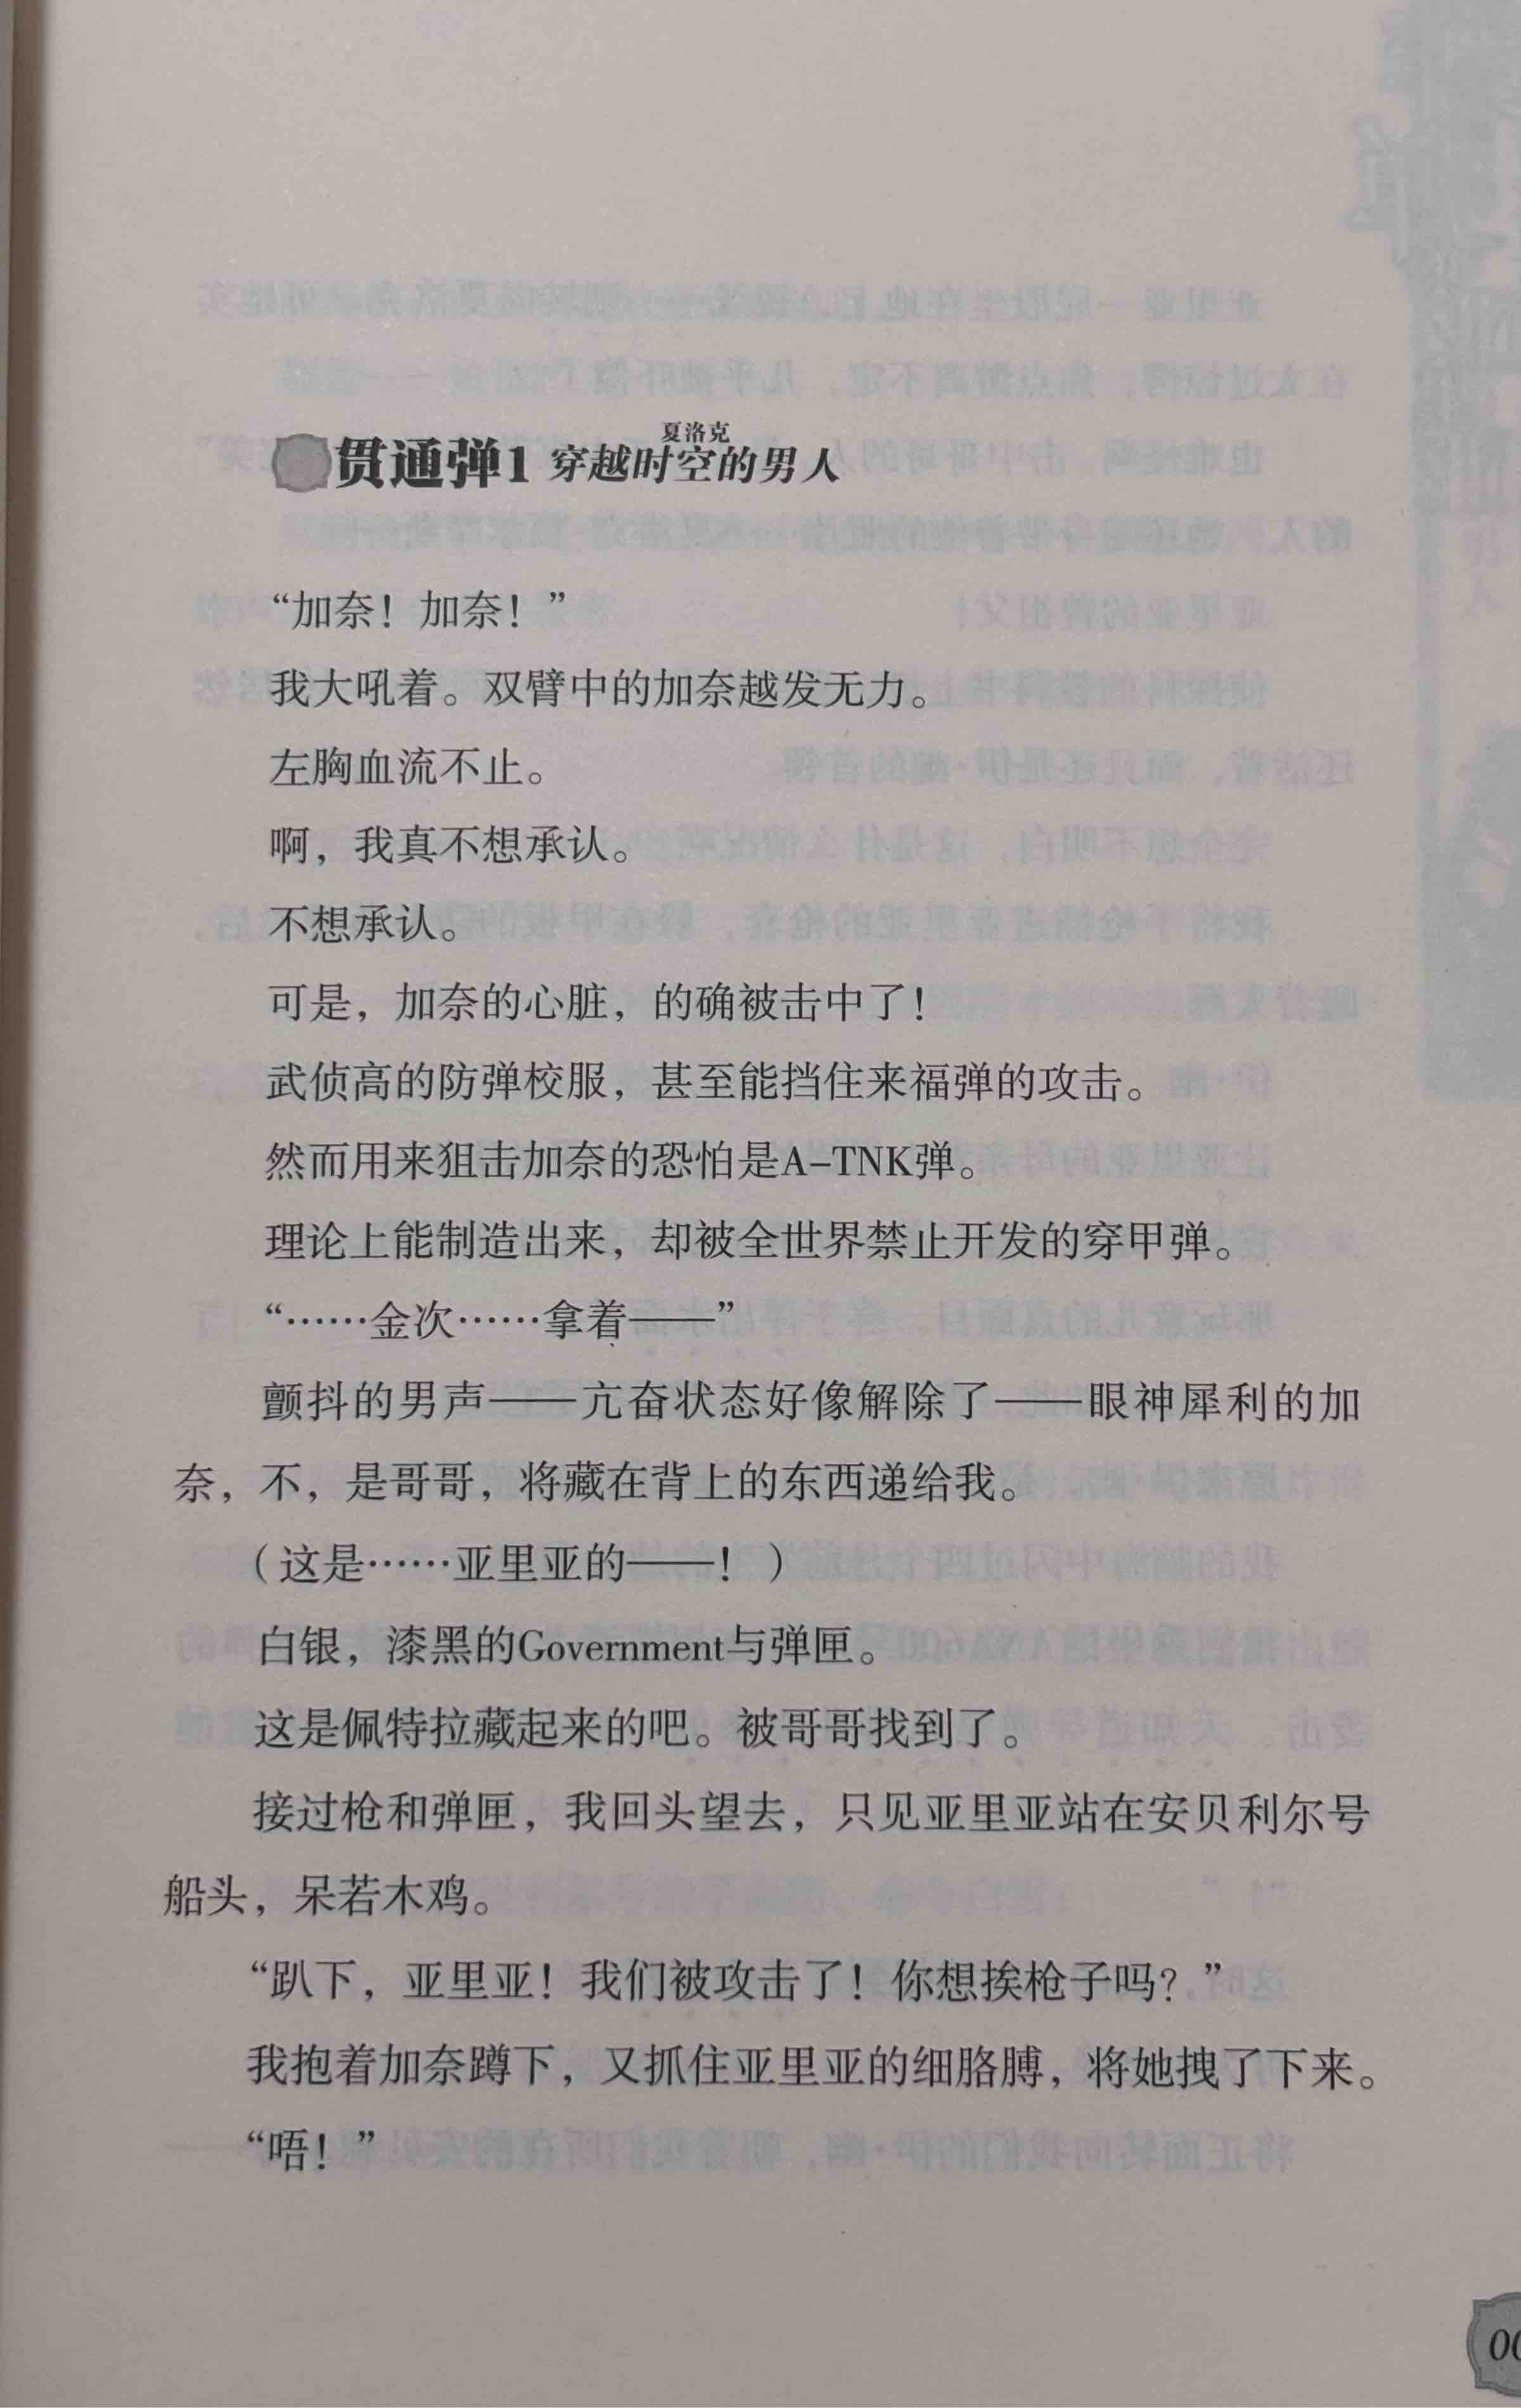 夏洛克
贯通弹1 穿越时空的男人
“加奈！加奈！”
我大吼着。双臂中的加奈越发无力。
左胸血流不止。
啊，我真不想承认。
不想承认。
可是，加奈的心脏，的确被击中了！
武侦高的防弹校服，甚至能挡住来福弹的攻击。
然而用来狙击加奈的恐怕是A-TNK弹。
理论上能制造出来，却被全世界禁止开发的穿甲弹。
“……金次……拿着——”
颤抖的男声——亢奋状态好像解除了——眼神犀利的加
奈，不，是哥哥，将藏在背上的东西递给我。
（这是……亚里亚的——！）
白银，漆黑的Government与弹匣。
这是佩特拉藏起来的吧。被哥哥找到了。
接过枪和弹匣，我回头望去，只见亚里亚站在安贝利尔号
船头，呆若木鸡。
“趴下，亚里亚！我们被攻击了！你想挨枪子吗？”
我抱着加奈蹲下，又抓住亚里亚的细胳膊，将她拽了下来。
“唔！”